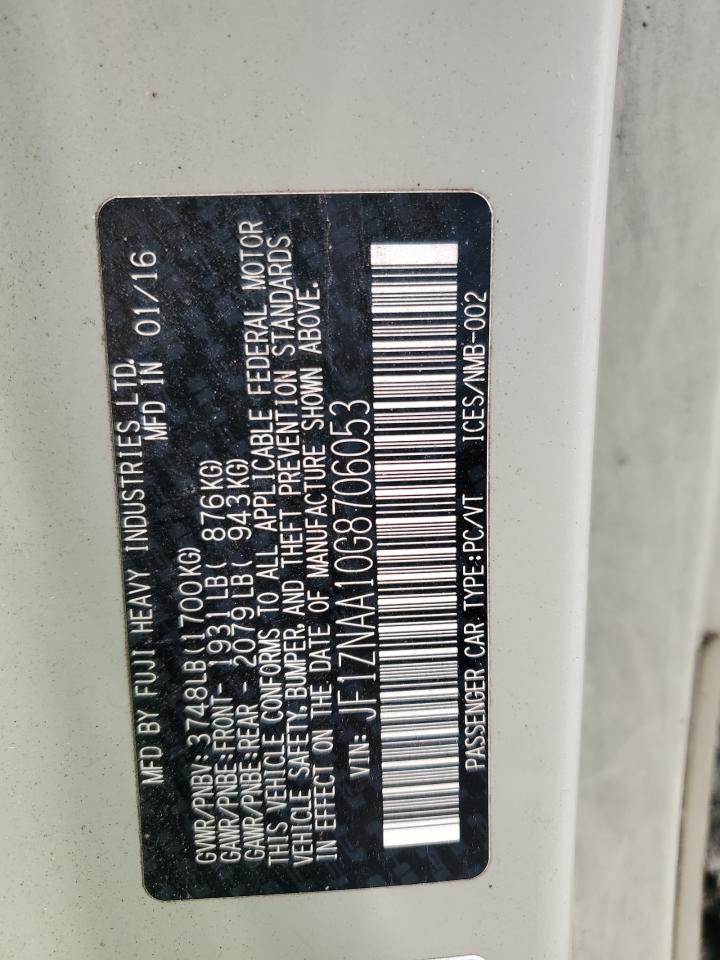 MFD BY FUJI HEAVY INDUSTRIES LTD.
MFD IN 01/16
GVWR/PNBV: 3748LB(1700KG)
GAWR/PNBE:FRONT- 1931LB( 876KG)
GAWR/PNBE:REAR - 2079LB( 943KG)
THIS VEHICLE CONFORMS TO ALL APPLICABLE FEDERAL MOTOR
VEHICLE SAFETY, BUMPER, AND THEFT PREVENTION STANDARDS
IN EFFECT ON THE DATE OF MANUFACTURE SHOWN ABOVE.
VIN: JF1ZNAA10G8706053
PASSENGER CAR TYPE:PC/VT ICES/NMB-002